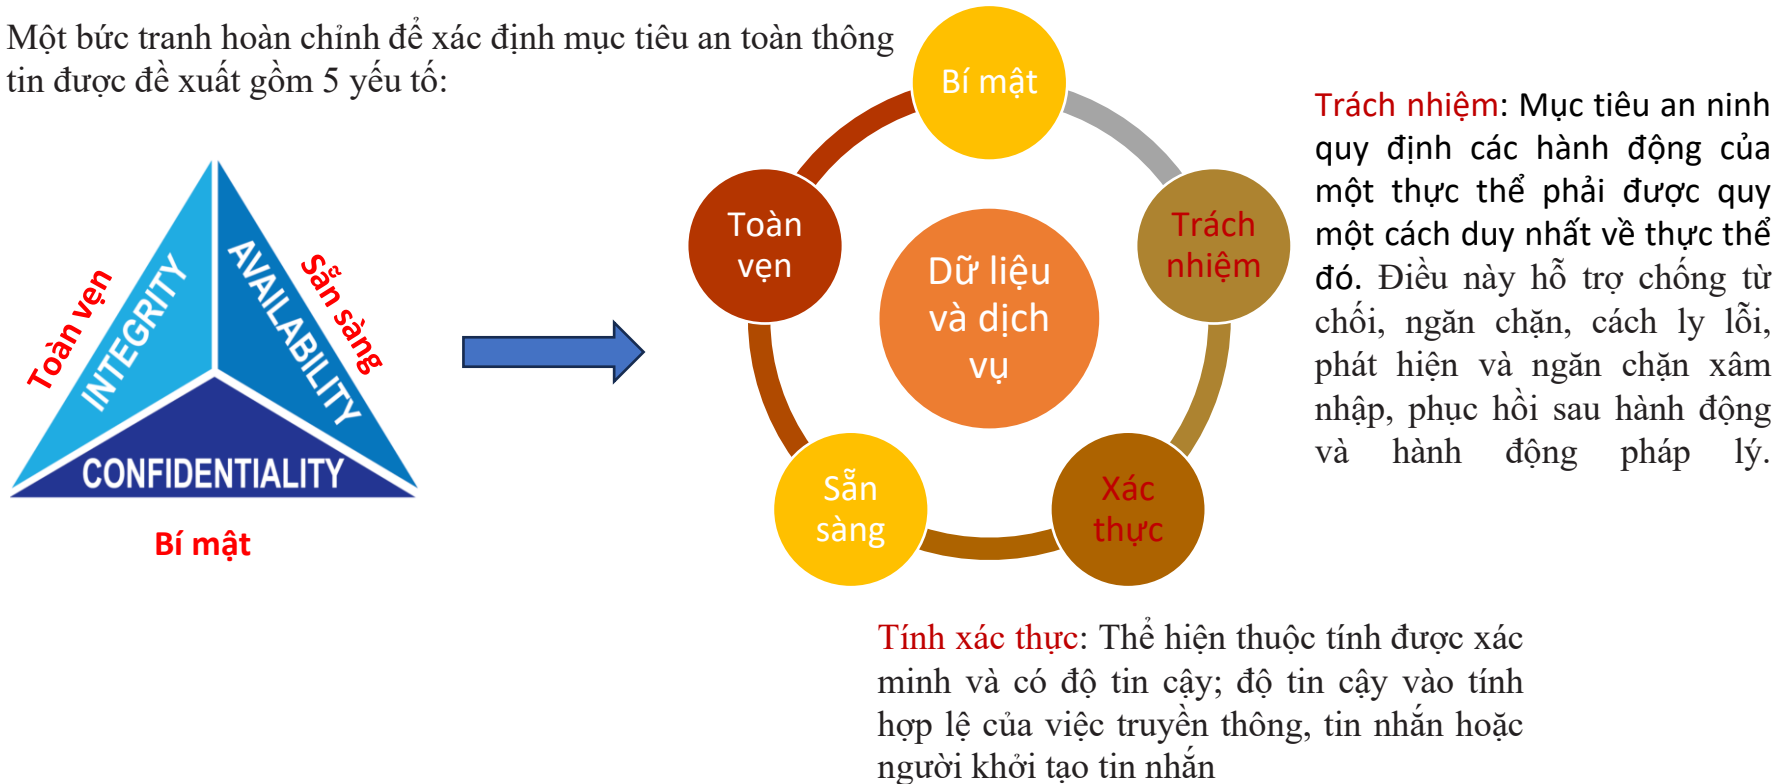 Một bức tranh hoàn chỉnh để xác định mục tiêu an toàn thông
tin được đề xuất gồm 5 yếu tố:
Toàn vẹn
INTEGRITY
AVAILABILITY
Sẵn sàng
CONFIDENTIALITY
Bí mật
Bí mật
Toàn
vẹn
Trách
nhiệm
Dữ liệu
và dịch
vụ
Sẵn
sàng
Xác
thực
Trách nhiệm: Mục tiêu an ninh
quy định các hành động của
một thực thể phải được quy
một cách duy nhất về thực thể
đó. Điều này hỗ trợ chống từ
chối, ngăn chặn, cách ly lỗi,
phát hiện và ngăn chặn xâm
nhập, phục hồi sau hành động
và hành động pháp lý.
Tính xác thực: Thể hiện thuộc tính được xác
minh và có độ tin cậy; độ tin cậy vào tính
hợp lệ của việc truyền thông, tin nhắn hoặc
người khởi tạo tin nhắn